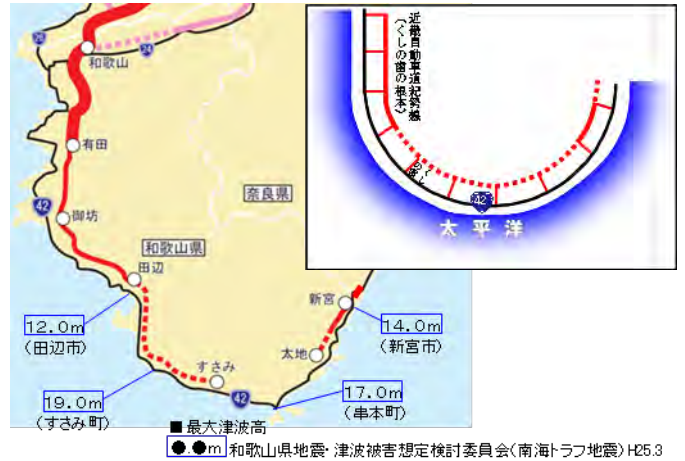 26
24
和歌山
有田
奈良県
42
御坊
和歌山県
田辺
新宮
12.0m
(田辺市)
14.0m
(新宮市)
太地
すさみ
19.0m
(すさみ町)
42
17.0m
(串本町)
■最大津波高
●.●m 和歌山県地震・津波被害想定検討委員会(南海トラフ地震)H25.3
近畿自動車道紀勢線
(くしの歯の根本)
くしの歯
42
太平洋